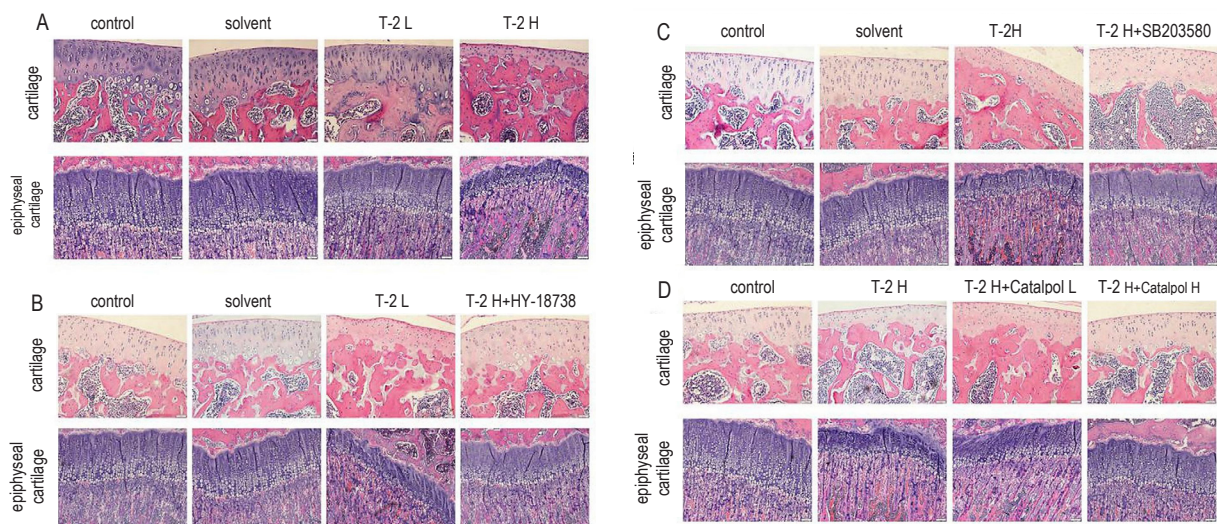 A
control solvent T-2 L T-2 H
cartilage
epiphyseal
cartilage
B
control solvent T-2 L T-2 H+HY-18738
cartilage
epiphyseal
cartilage
C
control solvent T-2H T-2 H+SB203580
cartilage
epiphyseal
cartilage
D
control T-2 H T-2 H+Catalpol L T-2 H+Catalpol H
cartilage
epiphyseal
cartilage